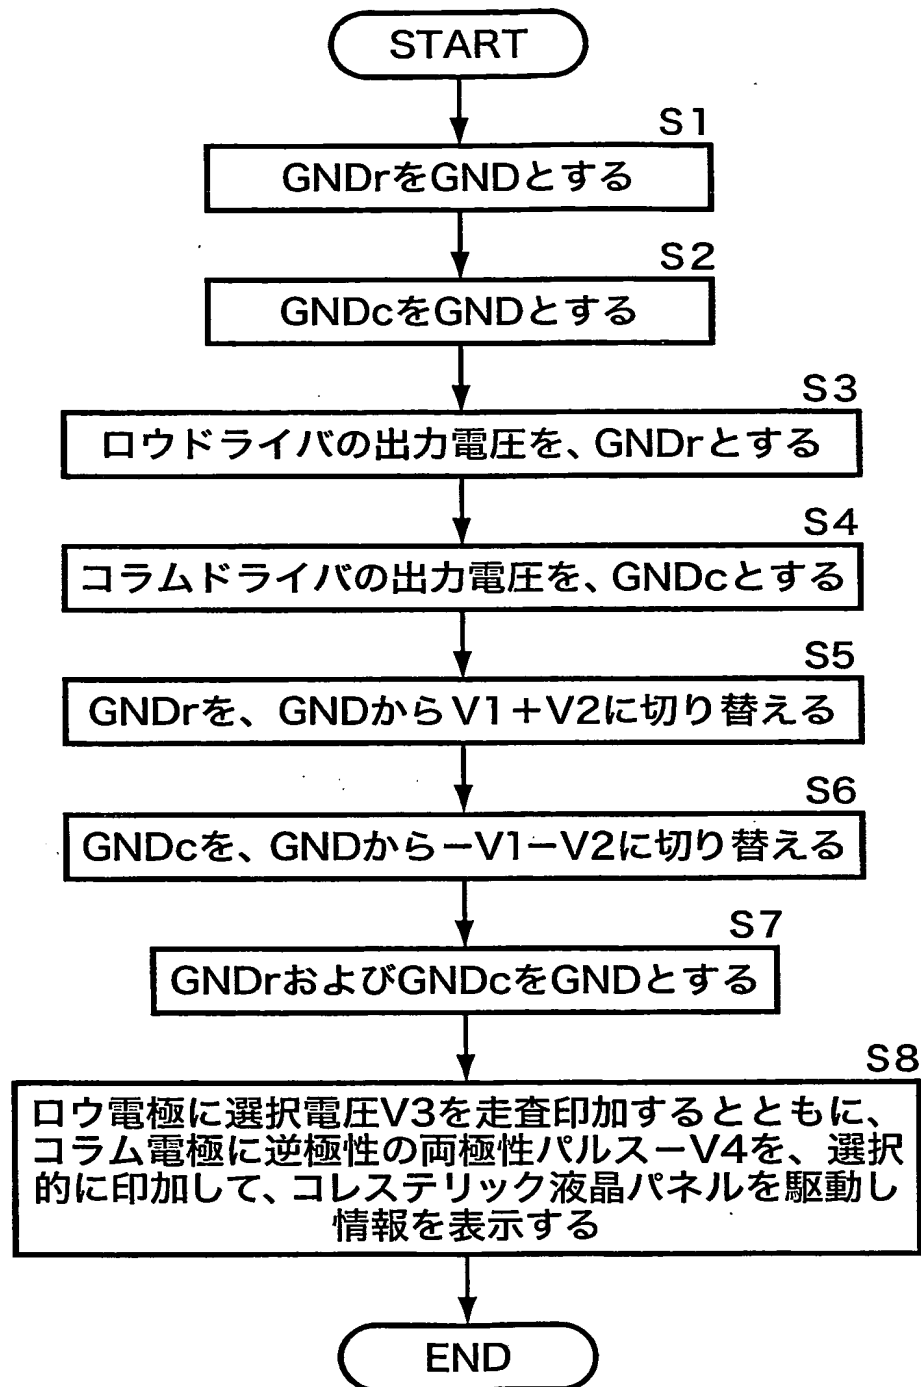 START
S1
GNDrをGNDとする
S2
GNDcをGNDとする
S3
ロウドライバの出力電圧を、GNDrとする
S4
コラムドライバの出力電圧を、GNDcとする
S5
GNDrを、GNDからV1+V2に切り替える
S6
GNDcを、GNDから−V1−V2に切り替える
S7
GNDrおよびGNDcをGNDとする
S8
ロウ電極に選択電圧V3を走査印加するとともに、
コラム電極に逆極性の両極性パルス−V4を、選択
的に印加して、コレステリック液晶パネルを駆動し
情報を表示する
END